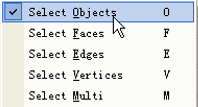 Select Objects O
Select Faces F
Select Edges E
Select Vertices V
Select Multi M